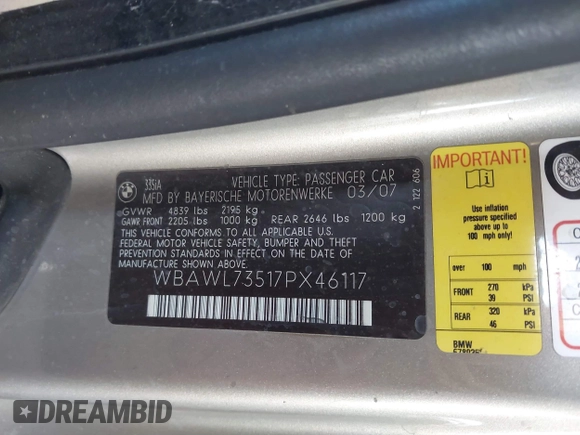 335iA VEHICLE TYPE: PASSENGER CAR
MFD BY BAYERISCHE MOTORENWERKE 03/07
GVWR 4839 lbs 2195 kg
GAWR FRONT 2205 lbs 1000 kg REAR 2646 lbs 1200 kg
THIS VEHICLE CONFORMS TO ALL APPLICABLE U.S.
FEDERAL MOTOR VEHICLE SAFETY, BUMPER AND THEFT
PREVENTION STANDARDS IN EFFECT ON THE DATE OF
MANUFACTURE SHOWN ABOVE.
WBAWL73517PX46117
2 122 606
IMPORTANT!
Use inflation
pressure specified
above up to
100 mph only!
over 100 mph
FRONT 270 kPa
39 PSI
REAR 320 kPa
46 PSI
BMW
DREAMBID